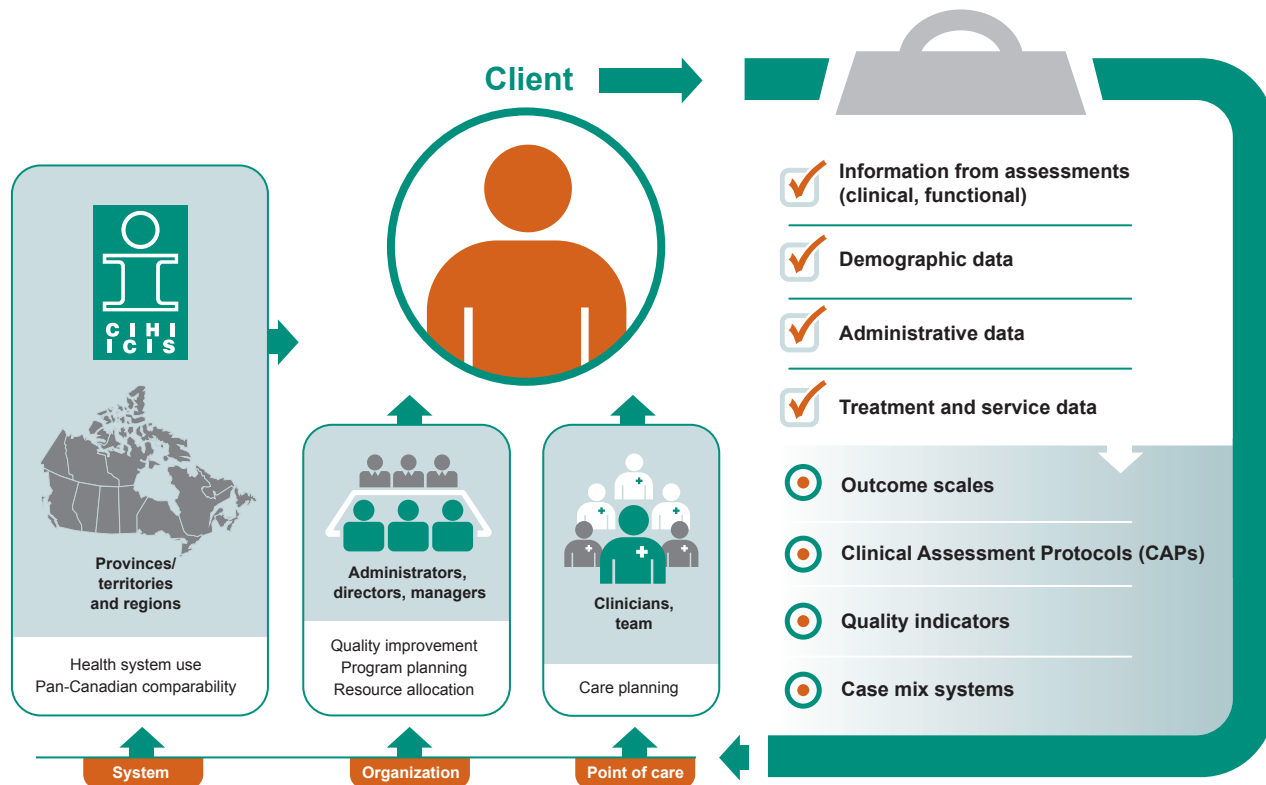 Client
Information from assessments
(clinical, functional)
Demographic data
Administrative data
Treatment and service data
Outcome scales
Clinical Assessment Protocols (CAPs)
Quality indicators
Case mix systems
CIHI
ICIS
Provinces/
territories
and regions
Health system use
Pan-Canadian comparability
Administrators,
directors, managers
Quality improvement
Program planning
Resource allocation
Clinicians,
team
Care planning
System
Organization
Point of care